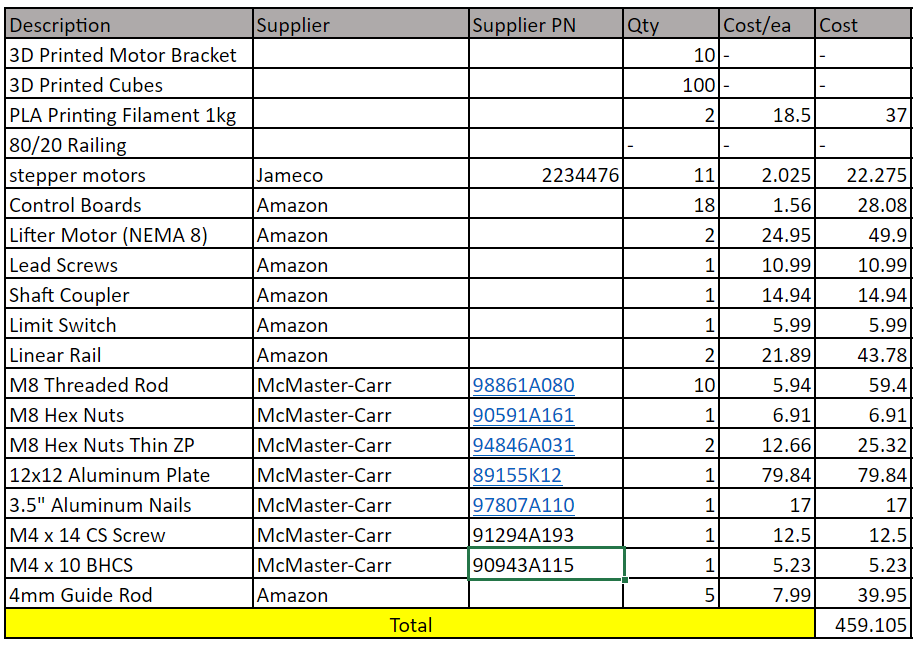 Description Supplier Supplier PN Qty Cost/ea Cost
3D Printed Motor Bracket 10 - -
3D Printed Cubes 100 - -
PLA Printing Filament 1kg 2 18.5 37
80/20 Railing - - -
stepper motors Jameco 2234476 11 2.025 22.275
Control Boards Amazon 18 1.56 28.08
Lifter Motor (NEMA 8) Amazon 2 24.95 49.9
Lead Screws Amazon 1 10.99 10.99
Shaft Coupler Amazon 1 14.94 14.94
Limit Switch Amazon 1 5.99 5.99
Linear Rail Amazon 2 21.89 43.78
M8 Threaded Rod McMaster-Carr 98861A080 10 5.94 59.4
M8 Hex Nuts McMaster-Carr 90591A161 1 6.91 6.91
M8 Hex Nuts Thin ZP McMaster-Carr 94846A031 2 12.66 25.32
12x12 Aluminum Plate McMaster-Carr 89155K12 1 79.84 79.84
3.5" Aluminum Nails McMaster-Carr 97807A110 1 17 17
M4 x 14 CS Screw McMaster-Carr 91294A193 1 12.5 12.5
M4 x 10 BHCS McMaster-Carr 90943A115 1 5.23 5.23
4mm Guide Rod Amazon 5 7.99 39.95
Total 459.105